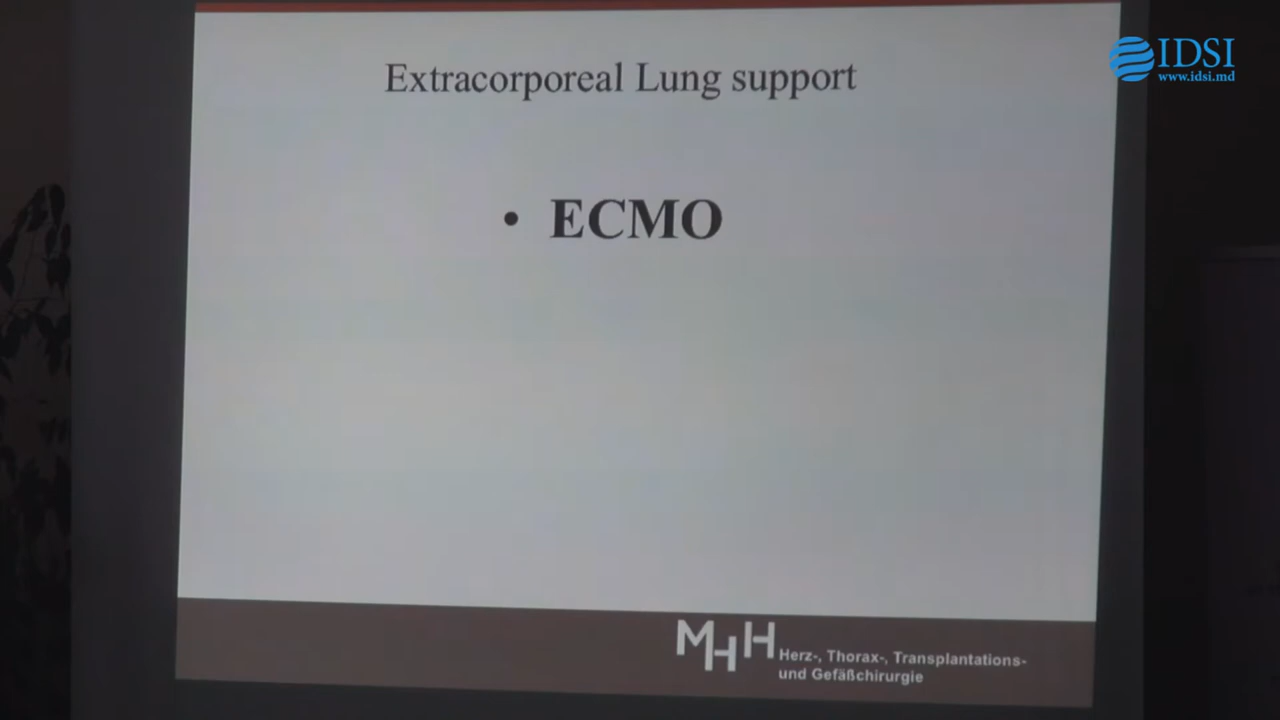 IDSI
www.idsi.md
Extracorporeal Lung support
• ECMO
MHH
Herz-, Thorax-, Transplantations-
und Gefäßchirurgie